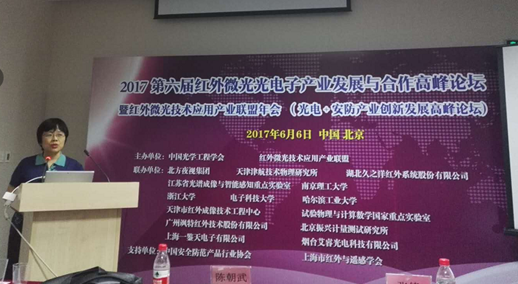 2017第六届红外微光光电子产业发展与合作高峰论坛
暨红外微光技术应用产业联盟年会 （光电+安防产业创新发展高峰论坛）
2017年6月6日 中国 北京
主办单位：中国光学工程学会 红外微光技术应用产业联盟
联办单位：北方夜视集团 天津津航技术物理研究所 湖北久之洋红外系统股份有限公司
江苏省光谱成像与智能感知重点实验室 南京理工大学
浙江大学 电子科技大学 哈尔滨工业大学
天津市红外成像技术工程中心 试验物理与计算数学国家重点实验室
广州飒特红外技术股份有限公司 北京振兴计量测试研究所
上海一鉴天电子有限公司 烟台艾睿光电科技有限公司
支持单位：中国安全防范产品行业协会 上海市红外与遥感学会
陈朝武